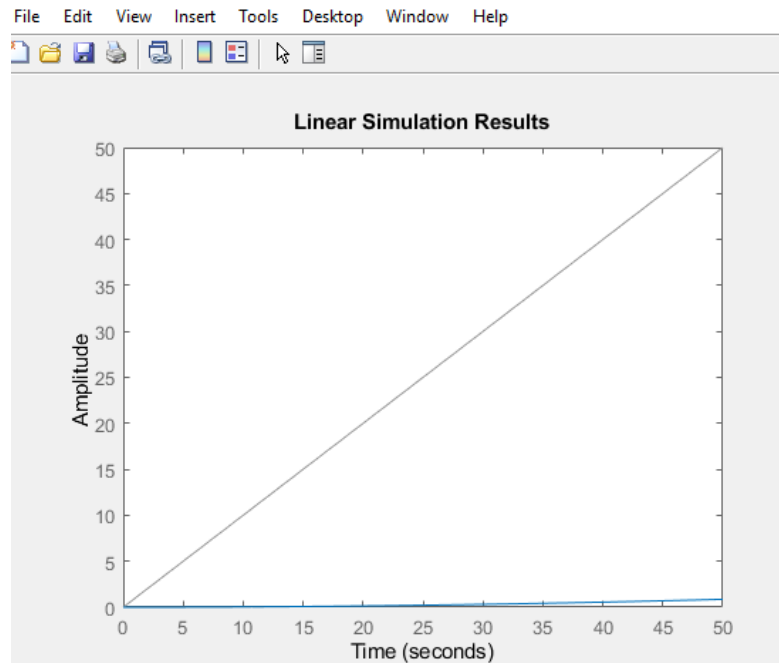 File Edit View Insert Tools Desktop Window Help
Linear Simulation Results
Amplitude
50
45
40
35
30
25
20
15
10
5
0
0 5 10 15 20 25 30 35 40 45 50
Time (seconds)